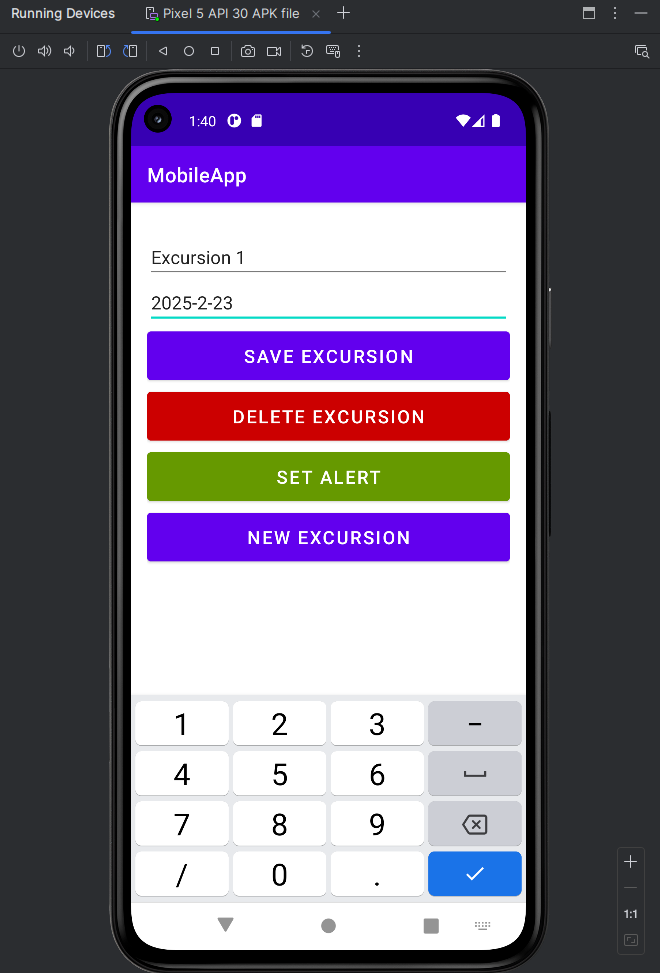 Running Devices Pixel 5 API 30 APK file
1:40
MobileApp
Excursion 1
2025-2-23
SAVE EXCURSION
DELETE EXCURSION
SET ALERT
NEW EXCURSION
1 2 3 -
4 5 6
7 8 9
/ 0 .
1:1